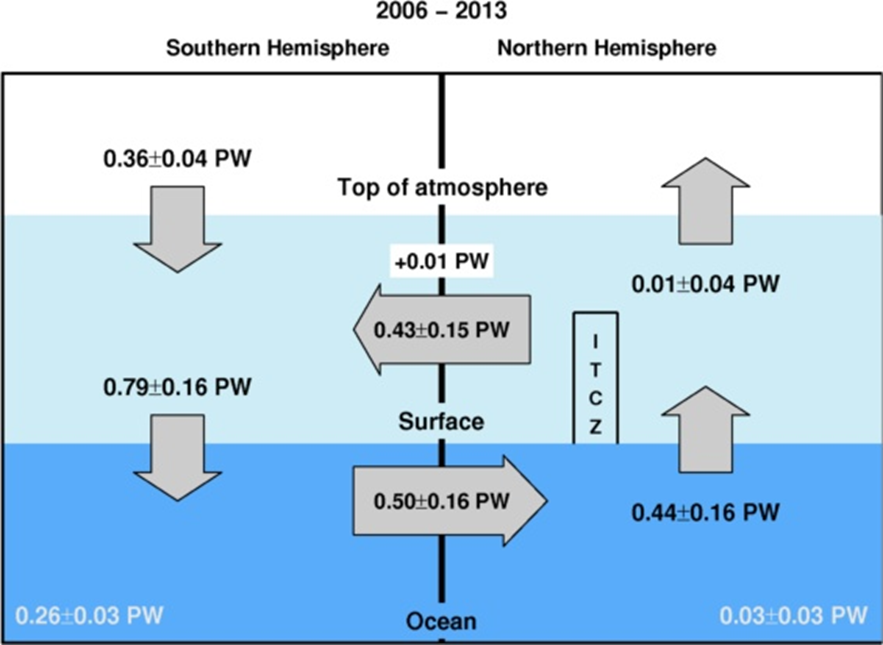 2006 – 2013
Southern Hemisphere
Northern Hemisphere
0.36±0.04 PW
Top of atmosphere
+0.01 PW
0.01±0.04 PW
0.43±0.15 PW
I
T
C
Z
0.79±0.16 PW
Surface
0.50±0.16 PW
0.44±0.16 PW
0.26±0.03 PW
Ocean
0.03±0.03 PW